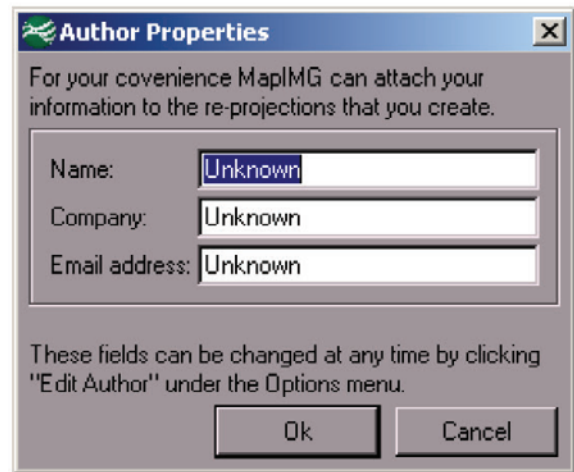 Author Properties
For your covenience MapIMG can attach your
information to the re-projections that you create.
Name: Unknown
Company: Unknown
Email address: Unknown
These fields can be changed at any time by clicking
"Edit Author" under the Options menu.
Ok Cancel